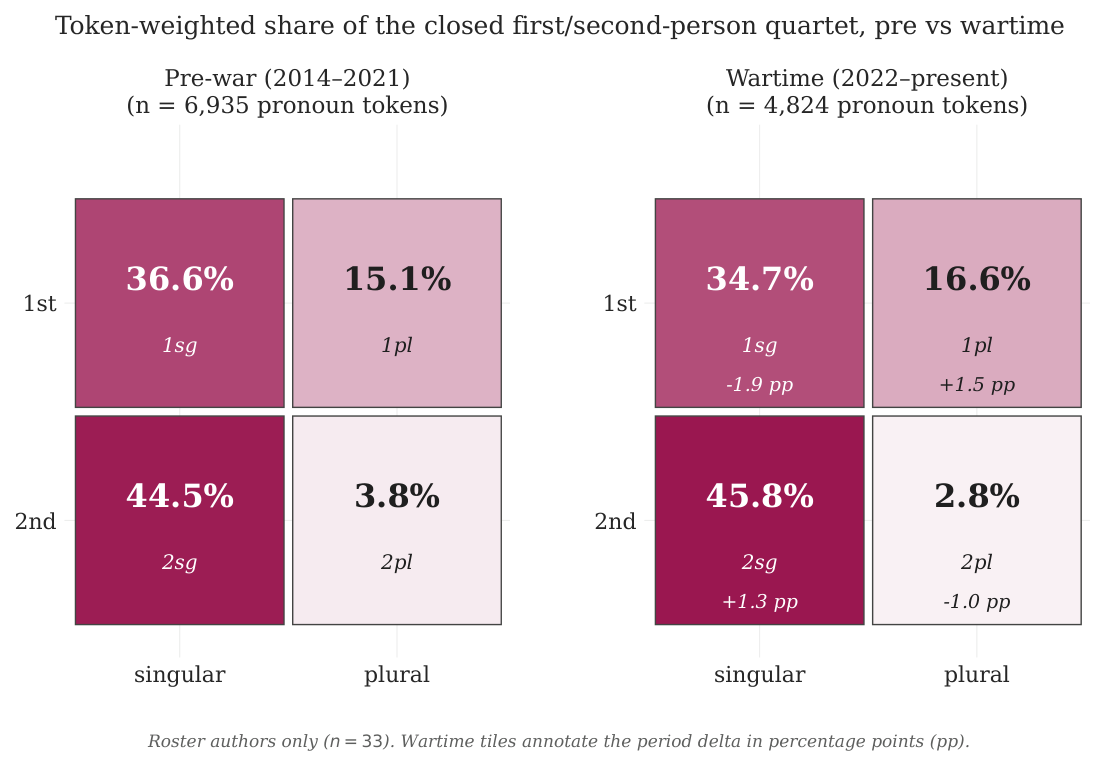 Token-weighted share of the closed first/second-person quartet, pre vs wartime
Pre-war (2014–2021)
(n = 6,935 pronoun tokens)
1st
36.6%
1sg
15.1%
1pl
2nd
44.5%
2sg
3.8%
2pl
singular
plural
Wartime (2022–present)
(n = 4,824 pronoun tokens)
1st
34.7%
1sg
-1.9 pp
16.6%
1pl
+1.5 pp
2nd
45.8%
2sg
+1.3 pp
2.8%
2pl
-1.0 pp
singular
plural
Roster authors only (n = 33). Wartime tiles annotate the period delta in percentage points (pp).